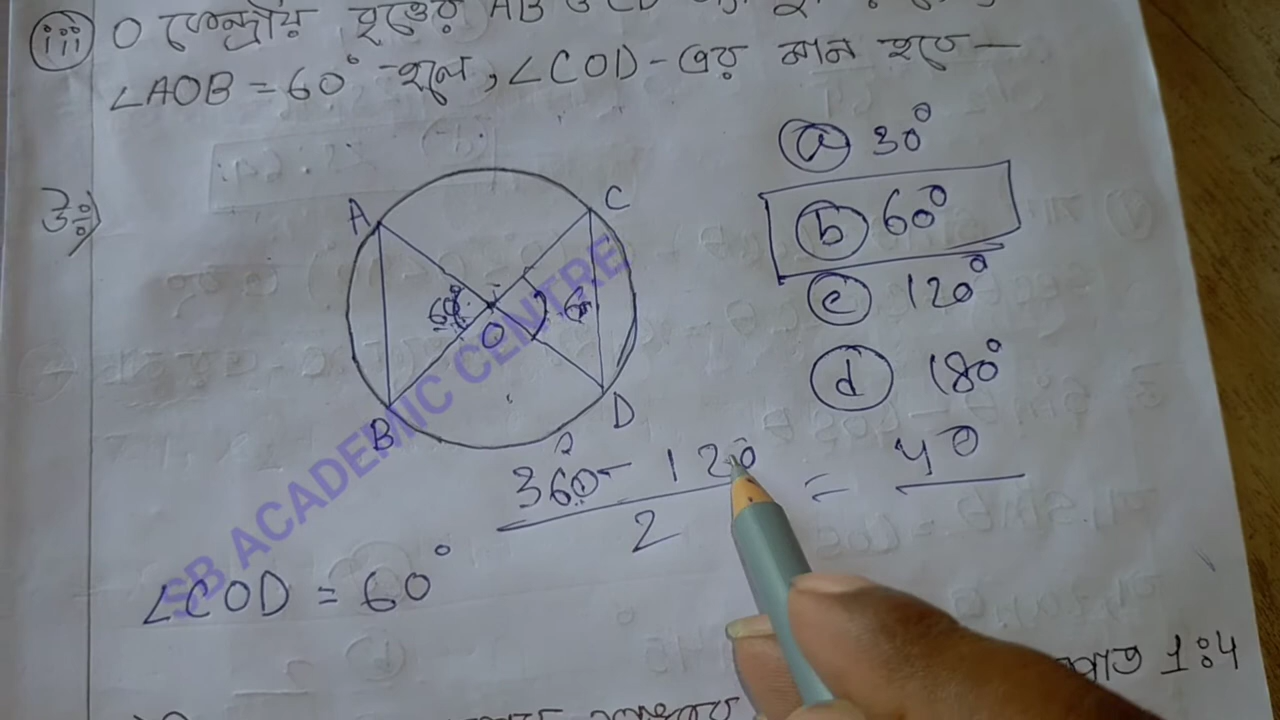 iii O কেন্দ্রীয় বৃত্তের AB ও CD
∠AOB = 60° হলে, ∠COD-এর মান হবে —
a 30°
উঃ)
A C
b 60°
60° 60
O
c 120°
d 180°
B D
360 - 120 / 2 = 40
∠COD = 60°
1:4
SB ACADEMIC CENTRE